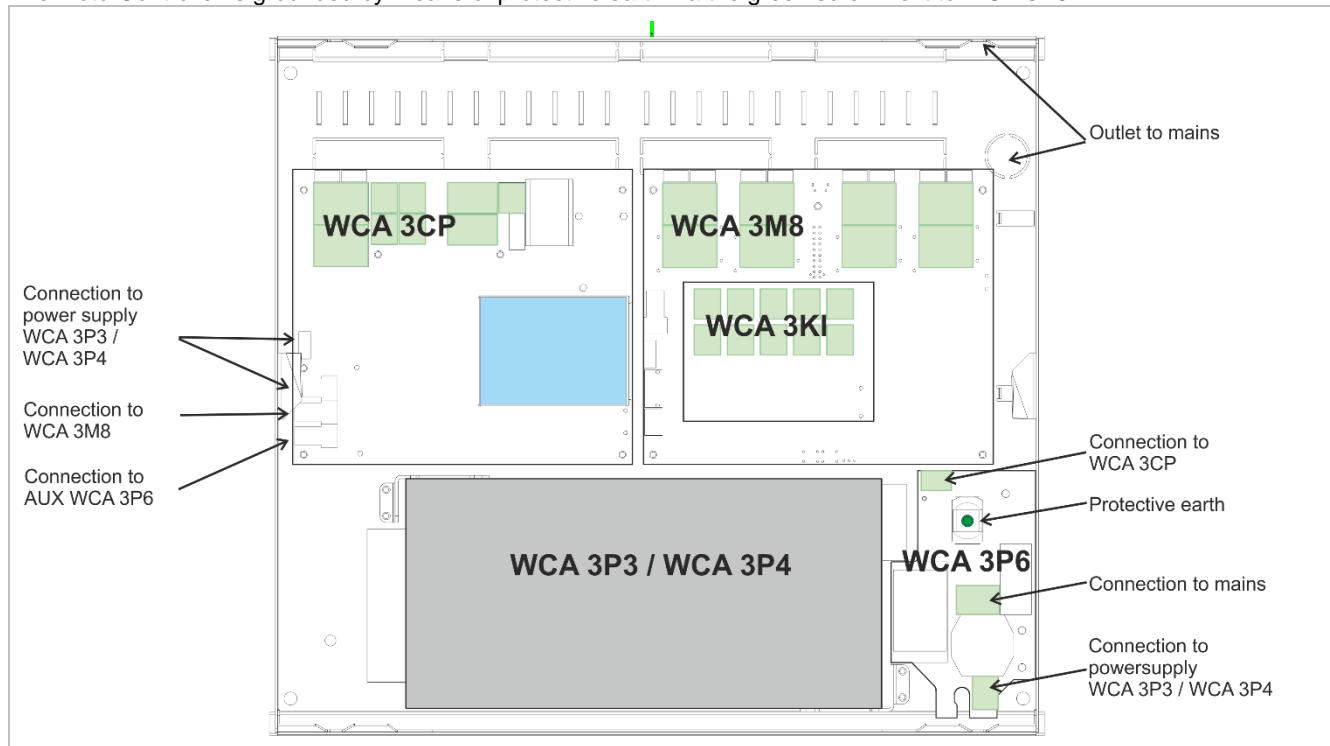 Outlet to mains
WCA 3CP
WCA 3M8
WCA 3KI
Connection to
power supply
WCA 3P3 /
WCA 3P4
Connection to
WCA 3M8
Connection to
AUX WCA 3P6
Connection to
WCA 3CP
Protective earth
WCA 3P3 / WCA 3P4
WCA 3P6
Connection to mains
Connection to
powersupply
WCA 3P3 / WCA 3P4